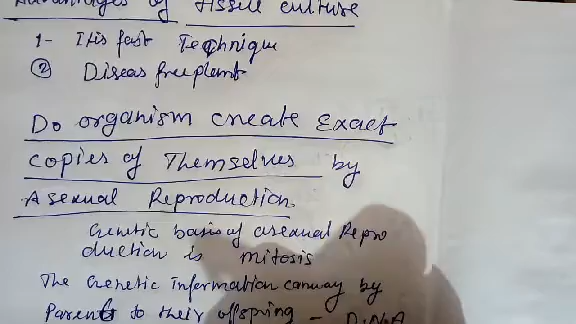 Advantages of tissue culture
1- It is fast Technique
② Diseas free plant
Do organism create Exact
copies of Themselves by
Asexual Reproduction.
Genetic basis of asexual Repro
duction is mitosis
The Genetic Information convay by
Parent to their offspring - D.N.A